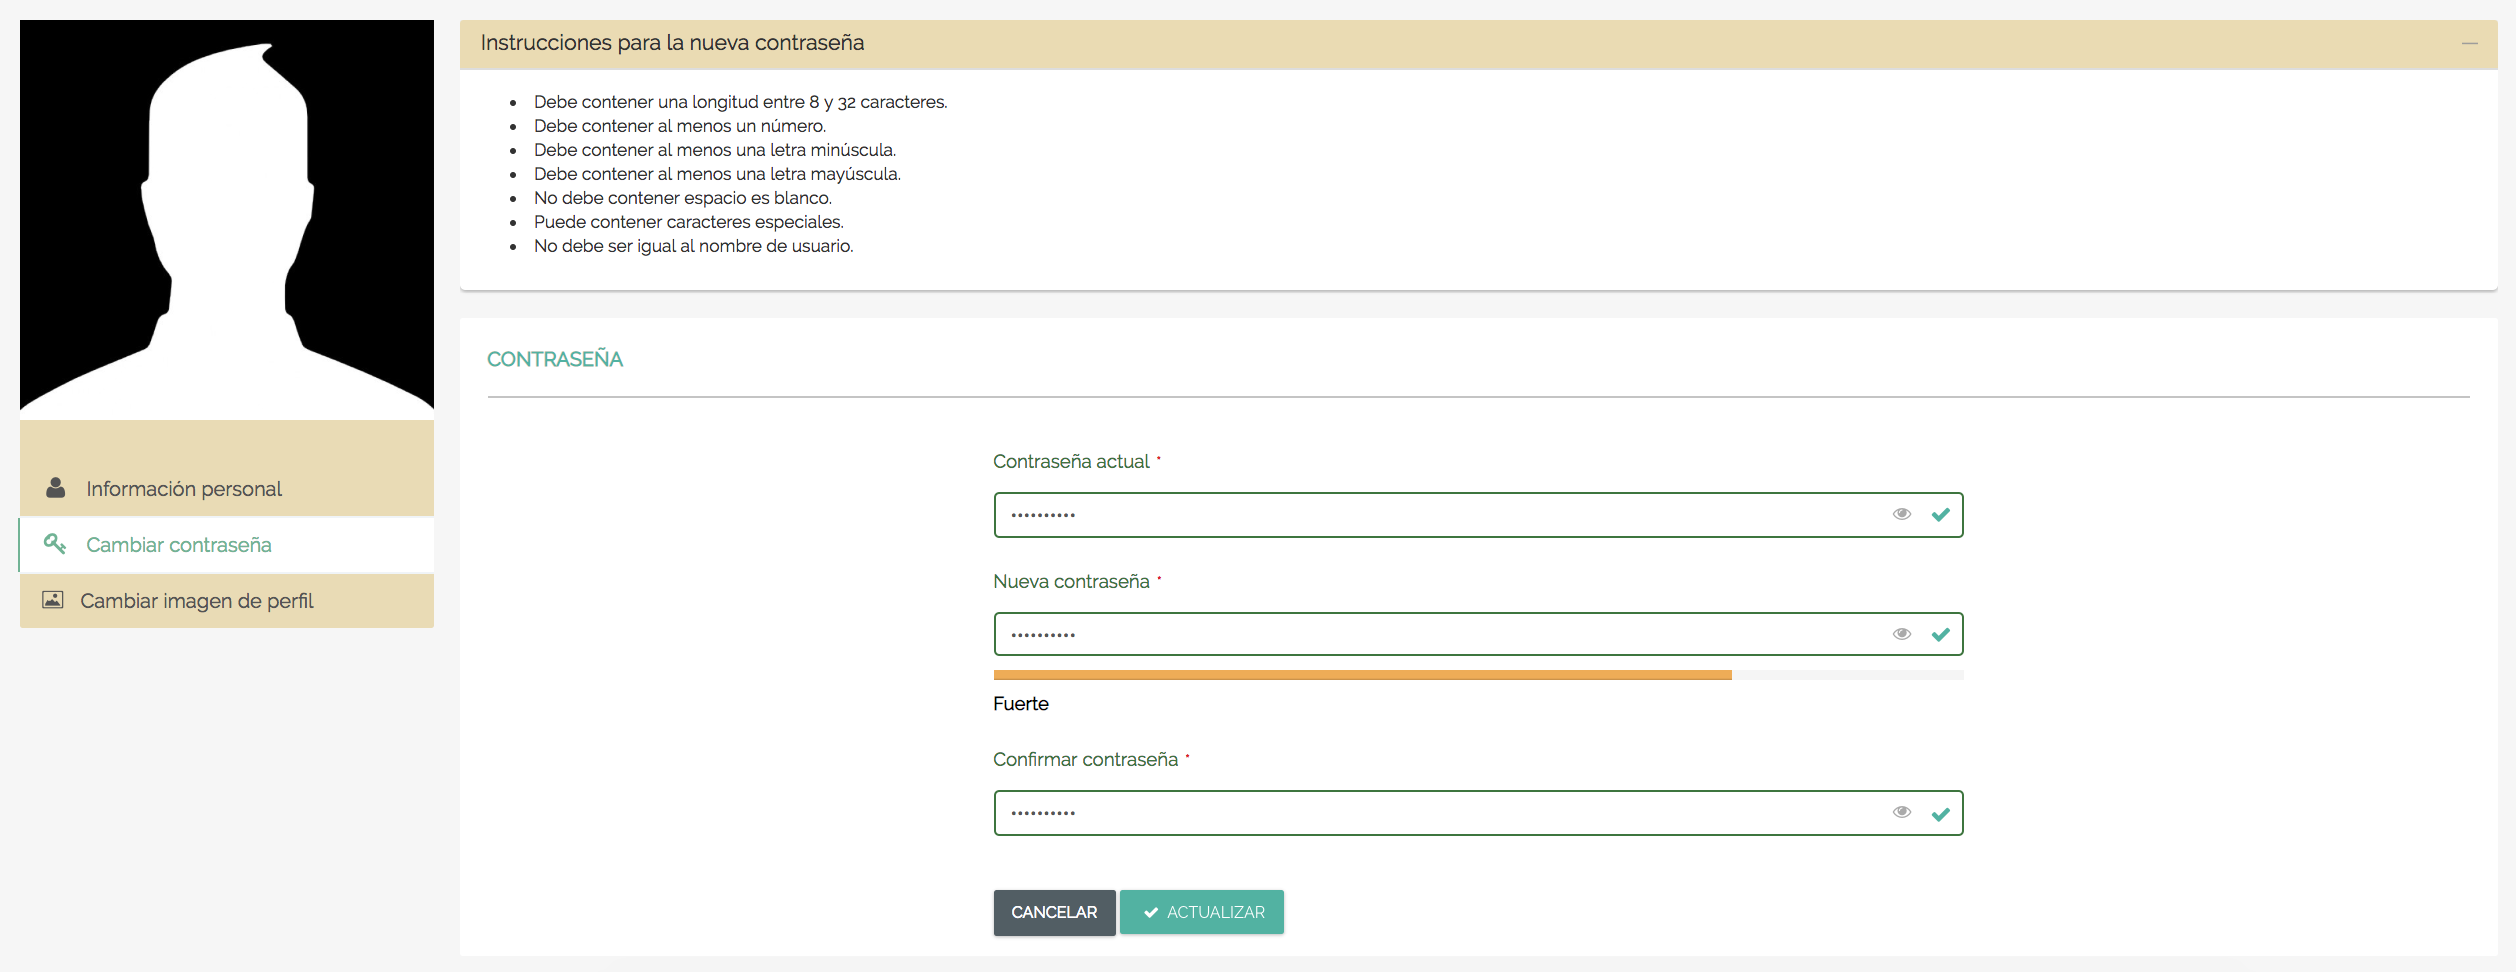 Instrucciones para la nueva contraseña
Debe contener una longitud entre 8 y 32 caracteres.
Debe contener al menos un número.
Debe contener al menos una letra minúscula.
Debe contener al menos una letra mayúscula.
No debe contener espacio es blanco.
Puede contener caracteres especiales.
No debe ser igual al nombre de usuario.
Información personal
Cambiar contraseña
Cambiar imagen de perfil
CONTRASEÑA
Contraseña actual *
••••••••••
Nueva contraseña *
••••••••••
Fuerte
Confirmar contraseña *
••••••••••
CANCELAR
ACTUALIZAR